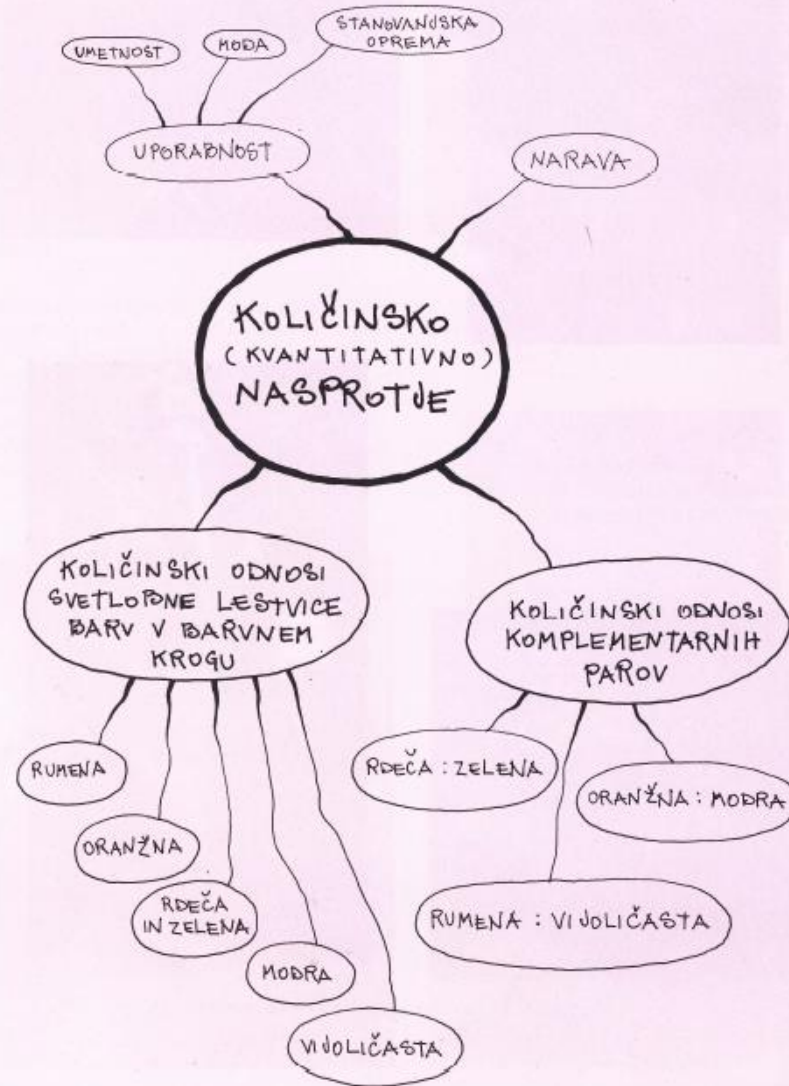 UMETNOST
MODA
STANOVANJSKA
OPREMA
UPORABNOST
NARAVA
KOLIČINSKO
(KVANTITATIVNO)
NASPROTJE
KOLIČINSKI ODNOSI
SVETLOBNE LESTVICE
BARV V BARVNEM
KROGU
KOLIČINSKI ODNOSI
KOMPLEMENTARNIH
PAROV
RUMENA
ORANŽNA
RDEČA
IN ZELENA
MODRA
VIJOLIČASTA
RDEČA : ZELENA
ORANŽNA : MODRA
RUMENA : VIJOLIČASTA